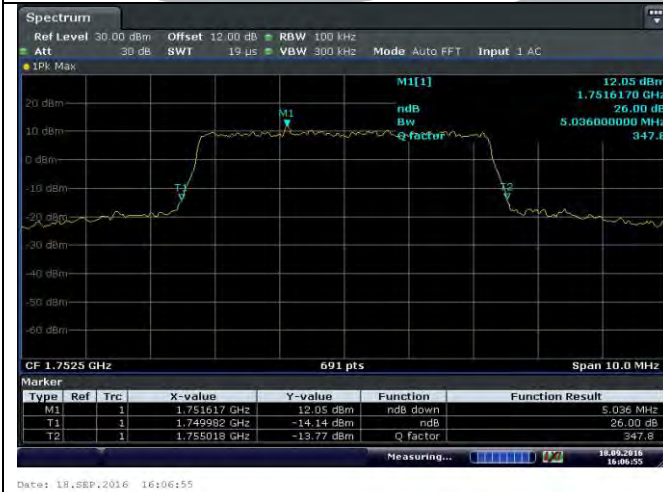 Spectrum
Ref Level 30.00 dBm Offset 12.00 dB RBW 100 kHz
Att 30 dB SWT 19 µs VBW 300 kHz Mode Auto FFT Input 1 AC
1Pk Max
M1[1] 12.05 dBm
1.7516170 GHz
20 dBm
ndB 26.00 dB
M1
Bw 5.036000000 MHz
10 dBm
Q factor 347.8
0 dBm
-10 dBm
T1 T2
-20 dBm
-30 dBm
-40 dBm
-50 dBm
-60 dBm
CF 1.7525 GHz 691 pts Span 10.0 MHz
Marker
Type Ref Trc X-value Y-value Function Function Result
M1 1 1.751617 GHz 12.05 dBm ndB down 5.036 MHz
T1 1 1.749982 GHz -14.14 dBm ndB 26.00 dB
T2 1 1.755018 GHz -13.77 dBm Q factor 347.8
Measuring... 18.09.2016
16:06:55
Date: 18.SEP.2016 16:06:55